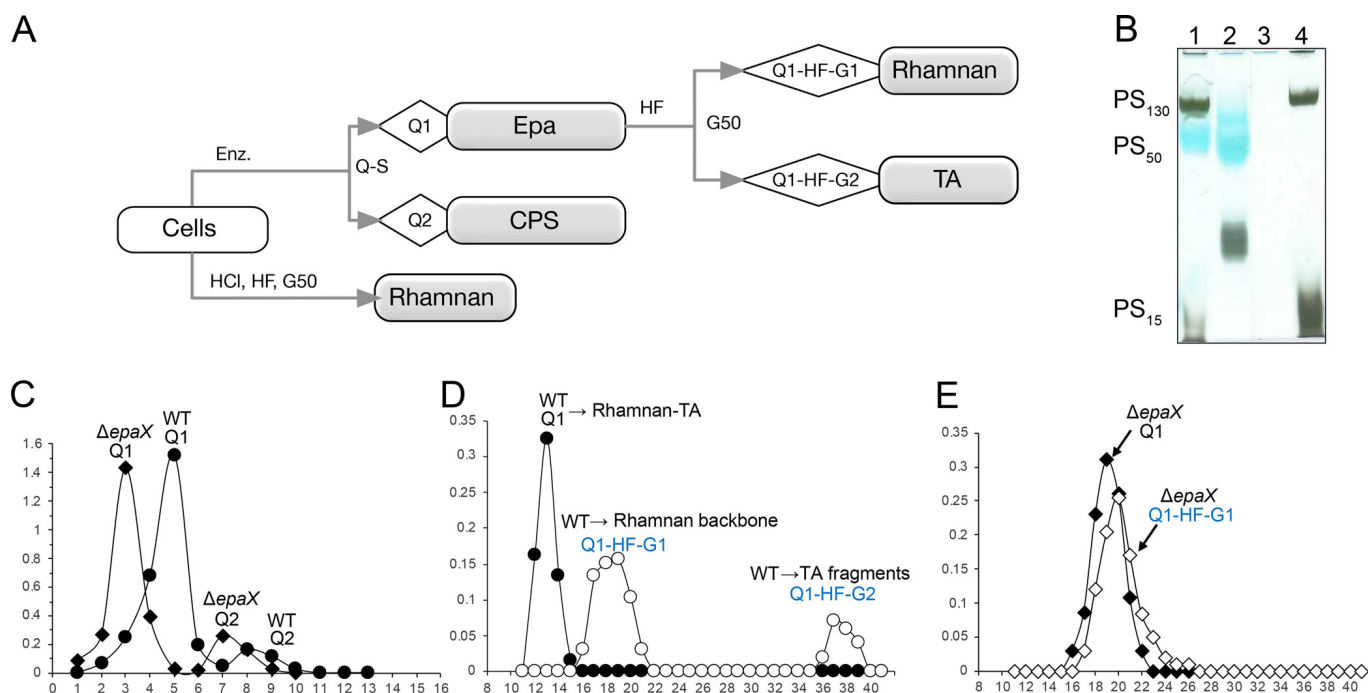 A
Enz.
Q-S
Q1
Epa
Q2
CPS
Cells
HCl, HF, G50
Rhamnan
HF
G50
Q1-HF-G1
Rhamnan
Q1-HF-G2
TA
B
1 2 3 4
PS130
PS50
PS15
C
ΔepaX
Q1
WT
Q1
ΔepaX
Q2
WT
Q2
1.6
1.4
1.2
1.0
0.8
0.6
0.4
0.2
0
0 1 2 3 4 5 6 7 8 9 10 11 12 13 14 16
D
WT
Q1 → Rhamnan-TA
WT→ Rhamnan backbone
Q1-HF-G1
WT→TA fragments
Q1-HF-G2
0.35
0.3
0.25
0.2
0.15
0.1
0.05
0
8 10 12 14 16 18 20 22 24 26 28 30 32 34 36 38 40
E
ΔepaX
Q1
ΔepaX
Q1-HF-G1
0.3
0.25
0.2
0.15
0.1
0.05
0
8 10 12 14 16 18 20 22 24 26 28 30 32 34 36 38 40